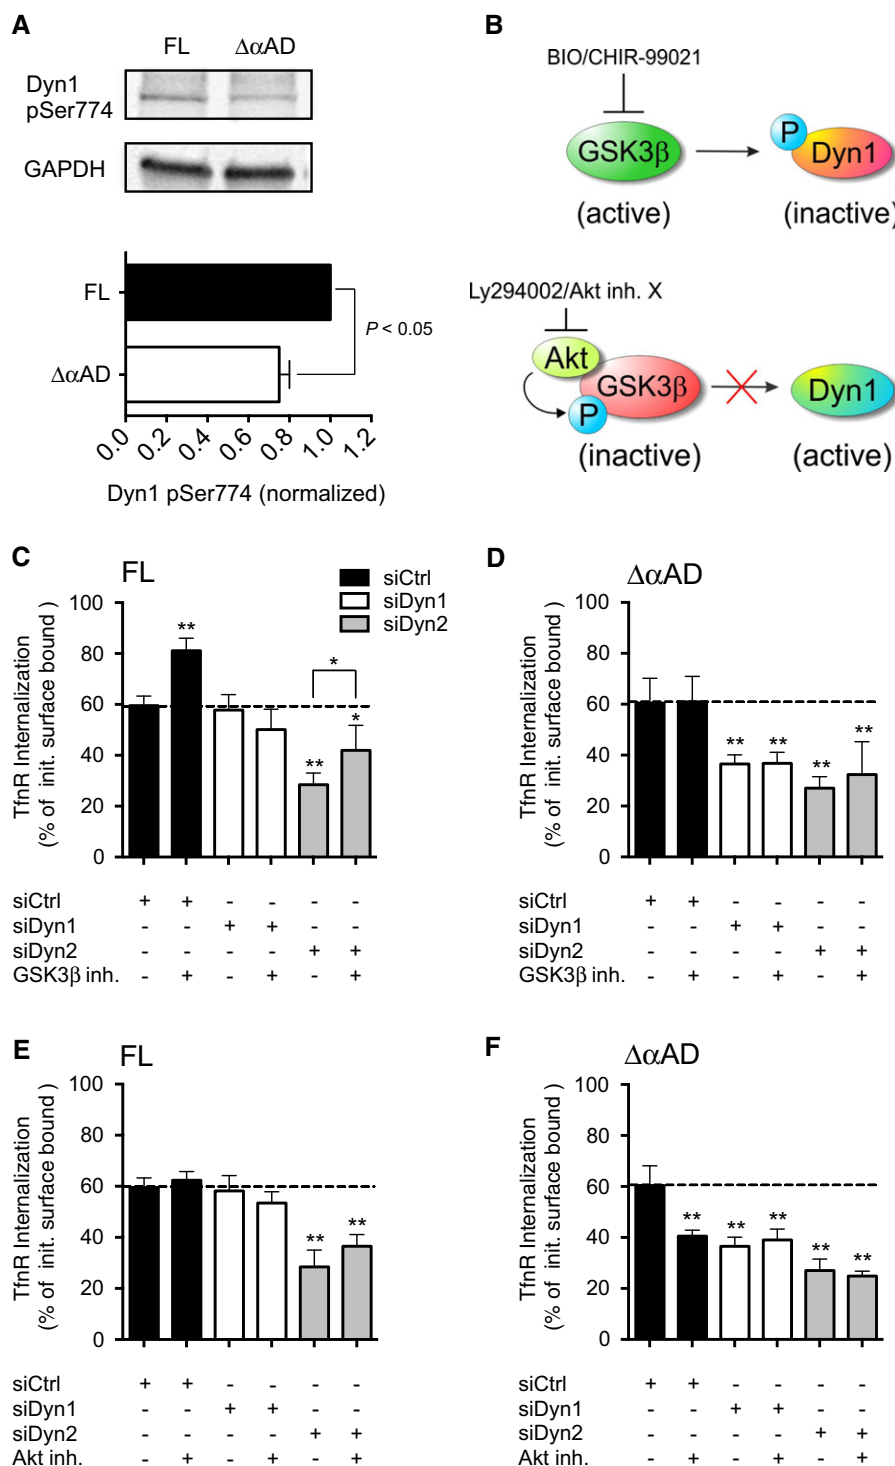 A
FL ΔαAD
Dyn1
pSer774
GAPDH
FL
ΔαAD
P < 0.05
0.0 0.2 0.4 0.6 0.8 1.0 1.2
Dyn1 pSer774 (normalized)
B
BIO/CHIR-99021
GSK3β
P
Dyn1
(active) (inactive)
Ly294002/Akt inh. X
Akt
GSK3β
P
Dyn1
(inactive) (active)
C
FL
siCtrl
siDyn1
siDyn2
TfnR Internalization
(% of init. surface bound )
100
80
60
40
20
0
** ** * *
siCtrl + + - - - -
siDyn1 - - + + - -
siDyn2 - - - - + +
GSK3β inh. - + - + - +
D
ΔαAD
TfnR Internalization
(% of init. surface bound )
100
80
60
40
20
0
** ** ** **
siCtrl + + - - - -
siDyn1 - - + + - -
siDyn2 - - - - + +
GSK3β inh. - + - + - +
E
FL
TfnR Internalization
(% of init. surface bound )
100
80
60
40
20
0
** **
siCtrl + + - - - -
siDyn1 - - + + - -
siDyn2 - - - - + +
Akt inh. - + - + - +
F
ΔαAD
TfnR Internalization
(% of init. surface bound )
100
80
60
40
20
0
** ** ** ** **
siCtrl + + - - - -
siDyn1 - - + + - -
siDyn2 - - - - + +
Akt inh. - + - + - +